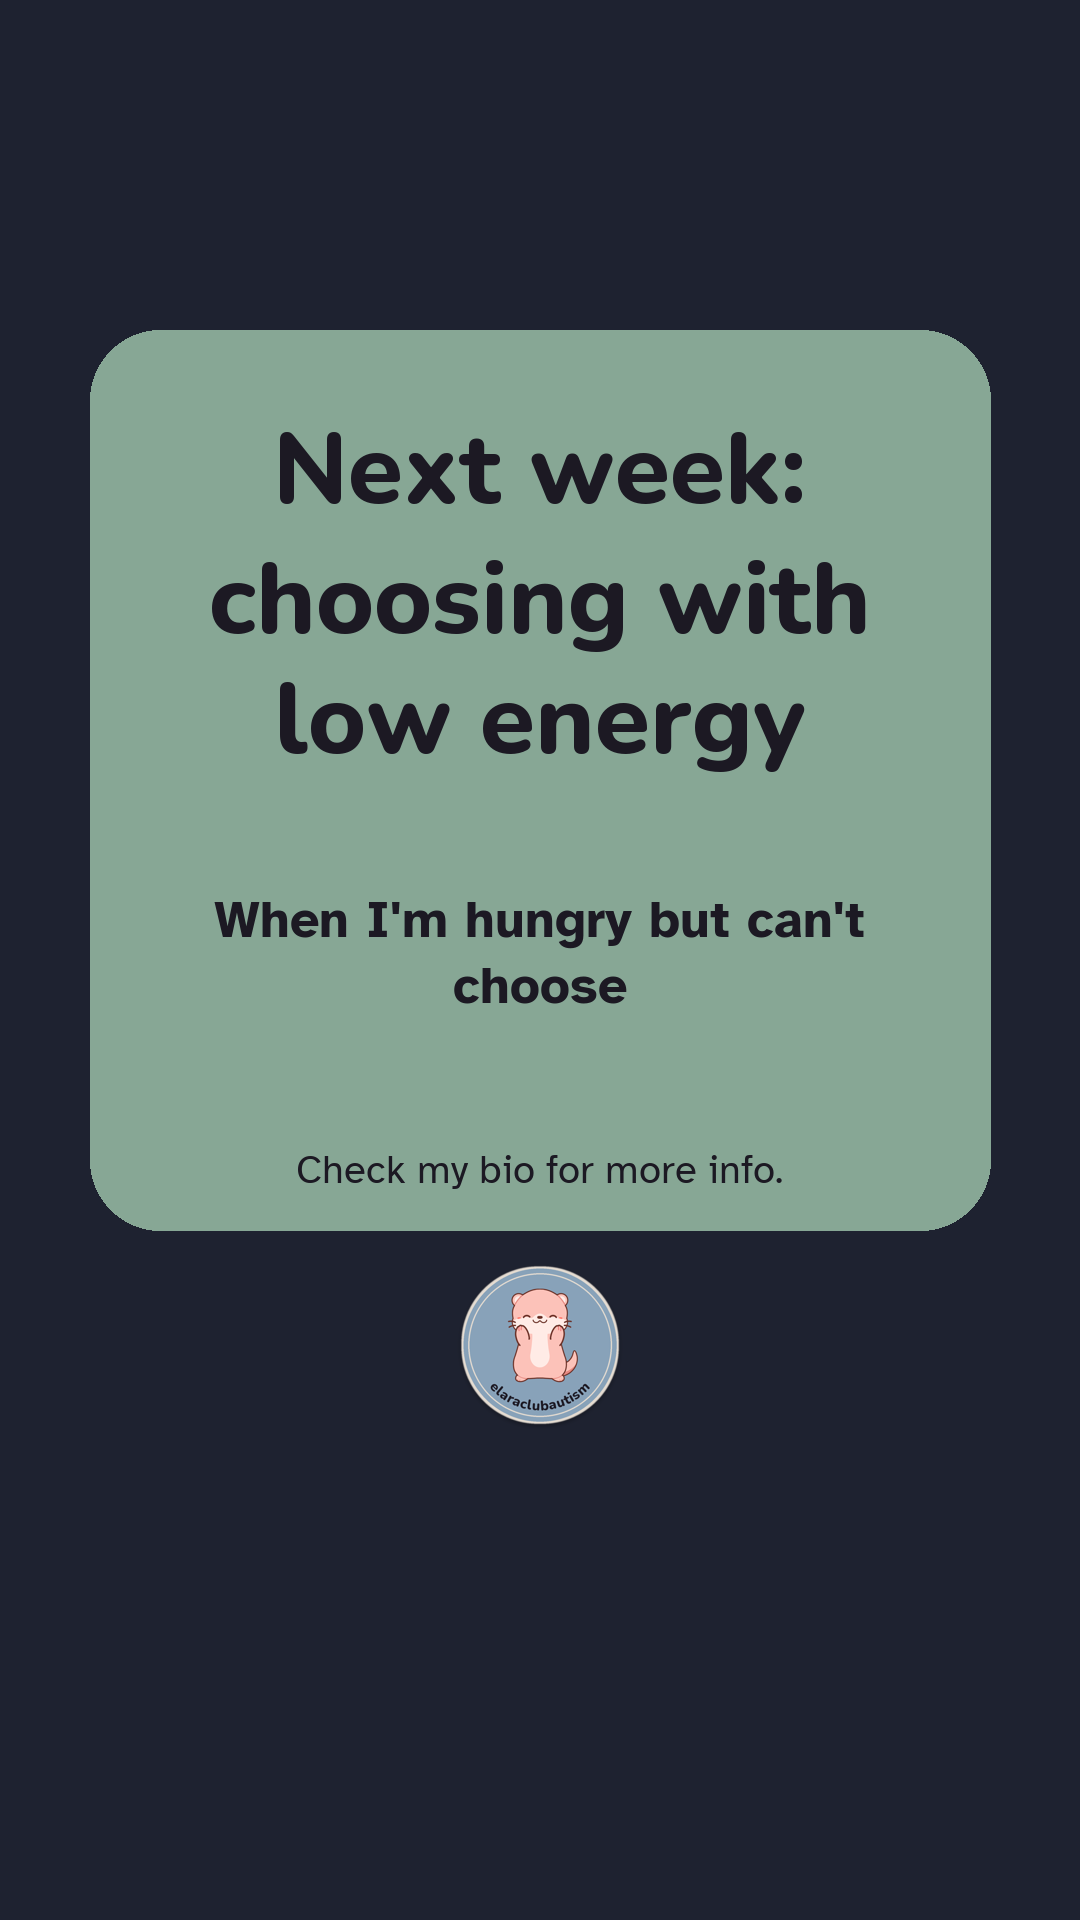 Next week:
choosing with
low energy
When I'm hungry but can't
choose
Check my bio for more info.
elaraclubautism